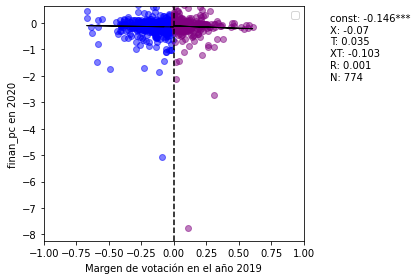 finan_pc en 2020
0
−1
−2
−3
−4
−5
−6
−7
−8
−1.00 −0.75 −0.50 −0.25 0.00 0.25 0.50 0.75 1.00
Margen de votación en el año 2019
const: -0.146***
X: -0.07
T: 0.035
XT: -0.103
R: 0.001
N: 774